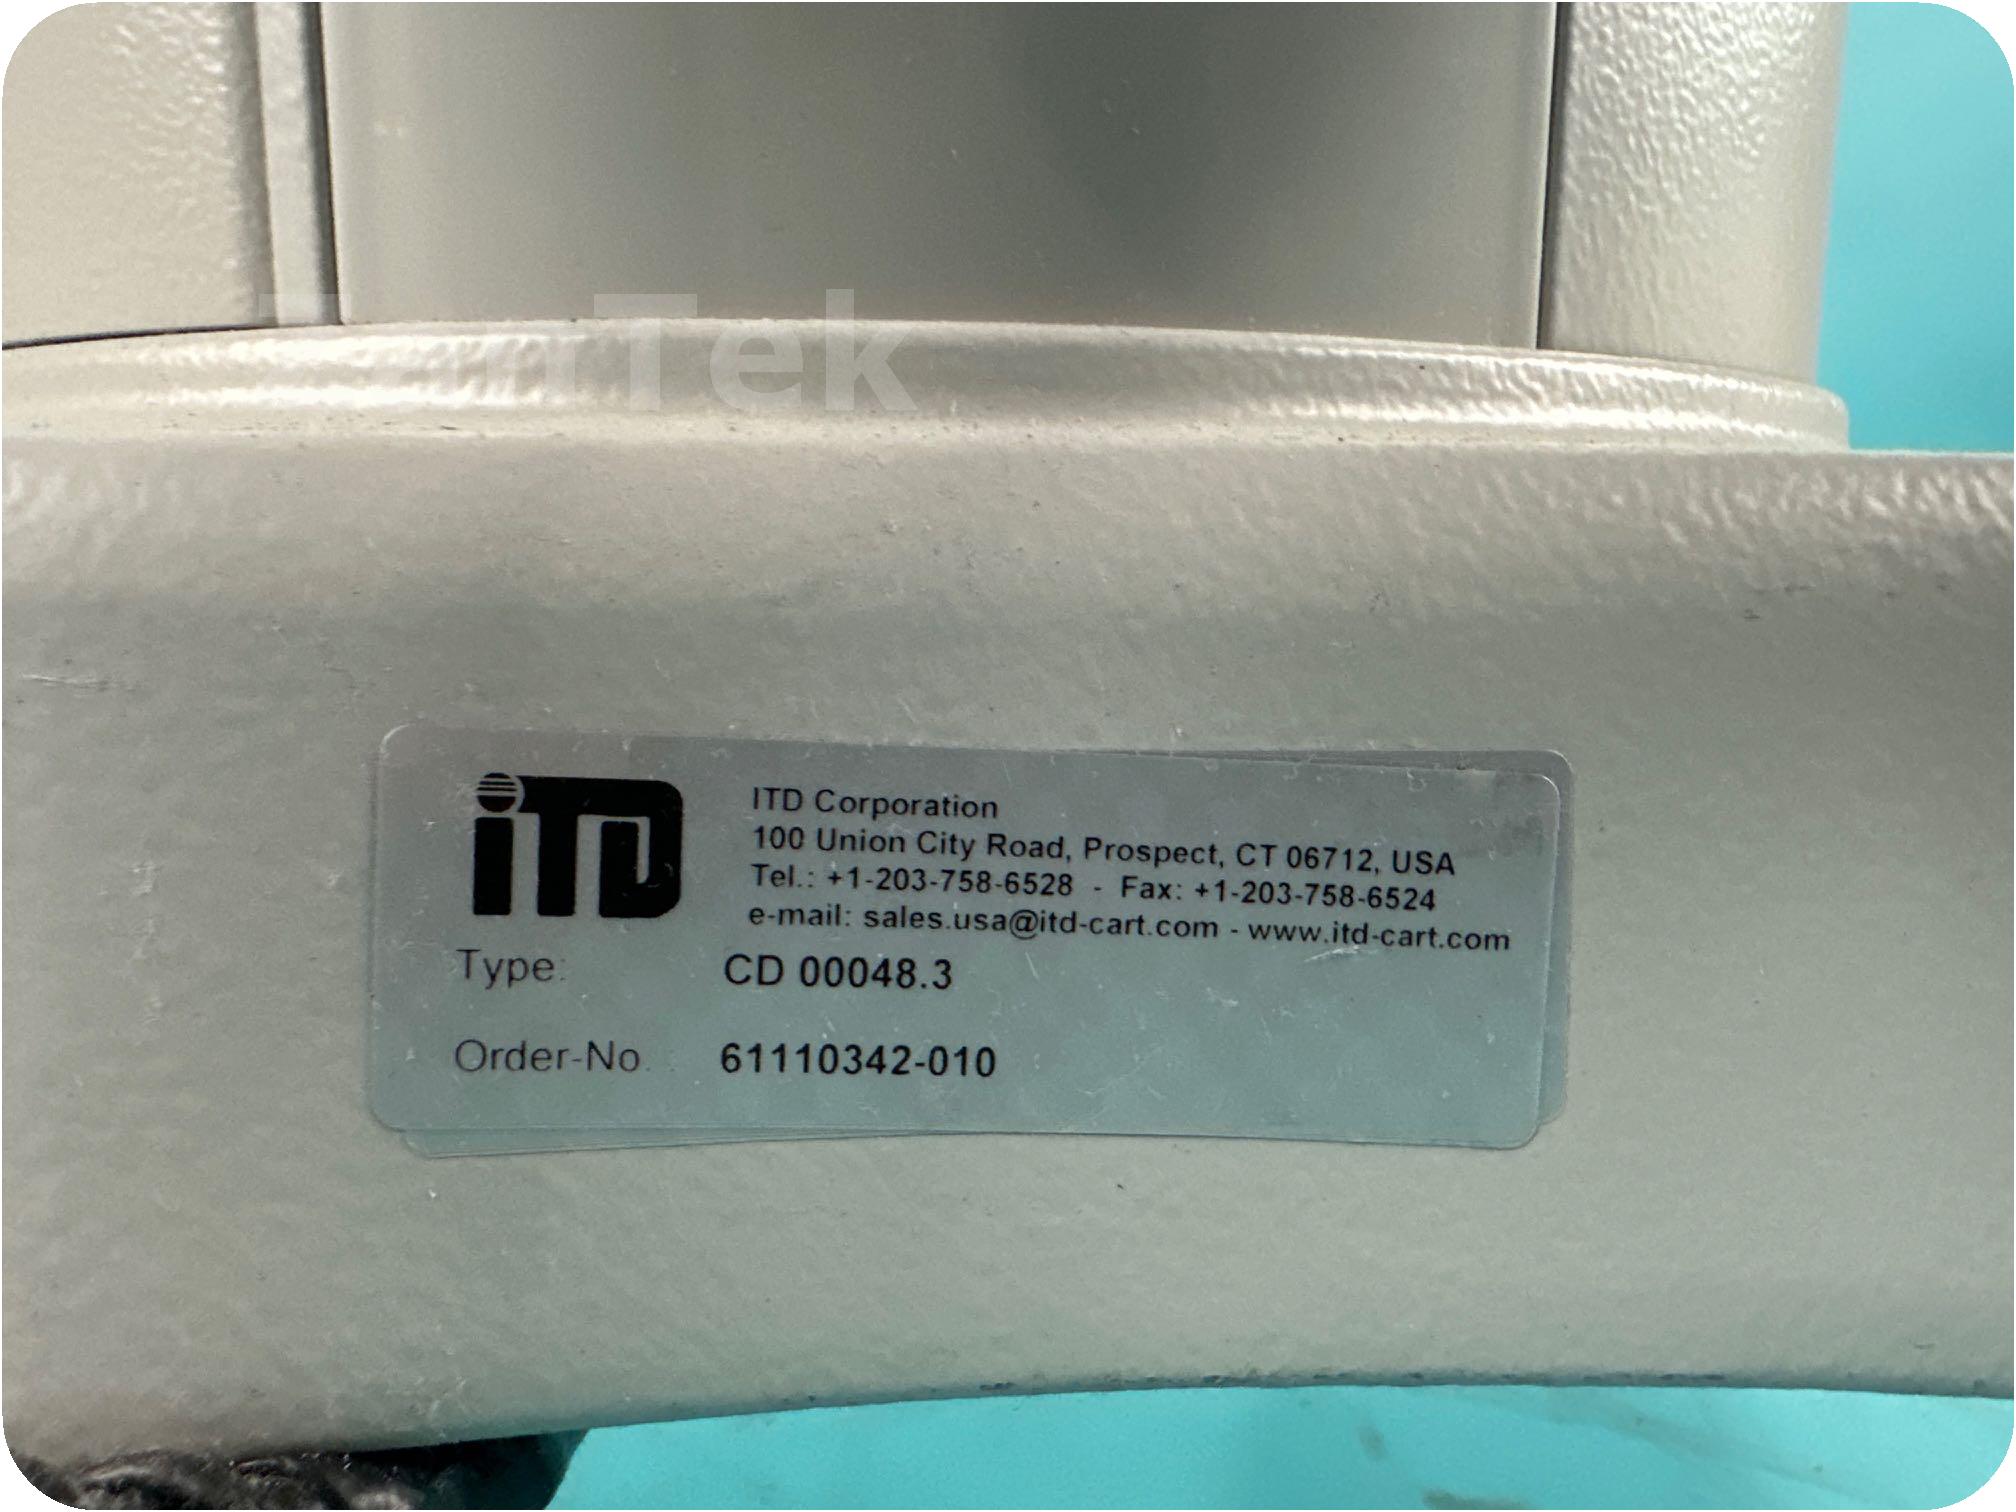 iTD
ITD Corporation
100 Union City Road, Prospect, CT 06712, USA
Tel.: +1-203-758-6528 - Fax: +1-203-758-6524
e-mail: sales.usa@itd-cart.com - www.itd-cart.com
Type: CD 00048.3
Order-No. : 61110342-010